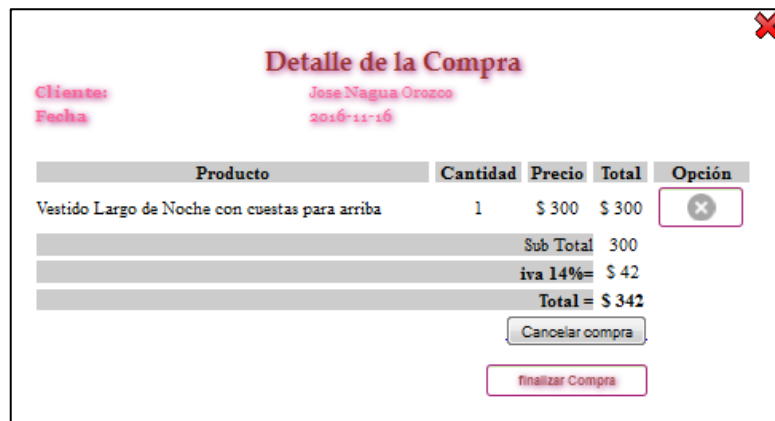 Detalle de la Compra
Cliente: Jose Nagua Orozco
Fecha 2016-11-16
Producto Cantidad Precio Total Opción
Vestido Largo de Noche con cuestas para arriba 1 $ 300 $ 300
Sub Total 300
iva 14%= $ 42
Total = $ 342
Cancelar compra
finalizar Compra